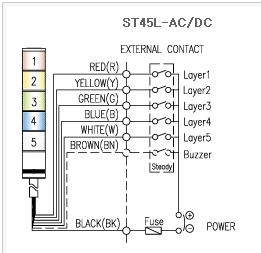 ST45L-AC/DC
EXTERNAL CONTACT
1
2
3
4
5
RED(R)
YELLOW(Y)
GREEN(G)
BLUE(B)
WHITE(W)
BROWN(BN)
BLACK(BK)
Layer1
Layer2
Layer3
Layer4
Layer5
Buzzer
Steady
Fuse
+
−
POWER